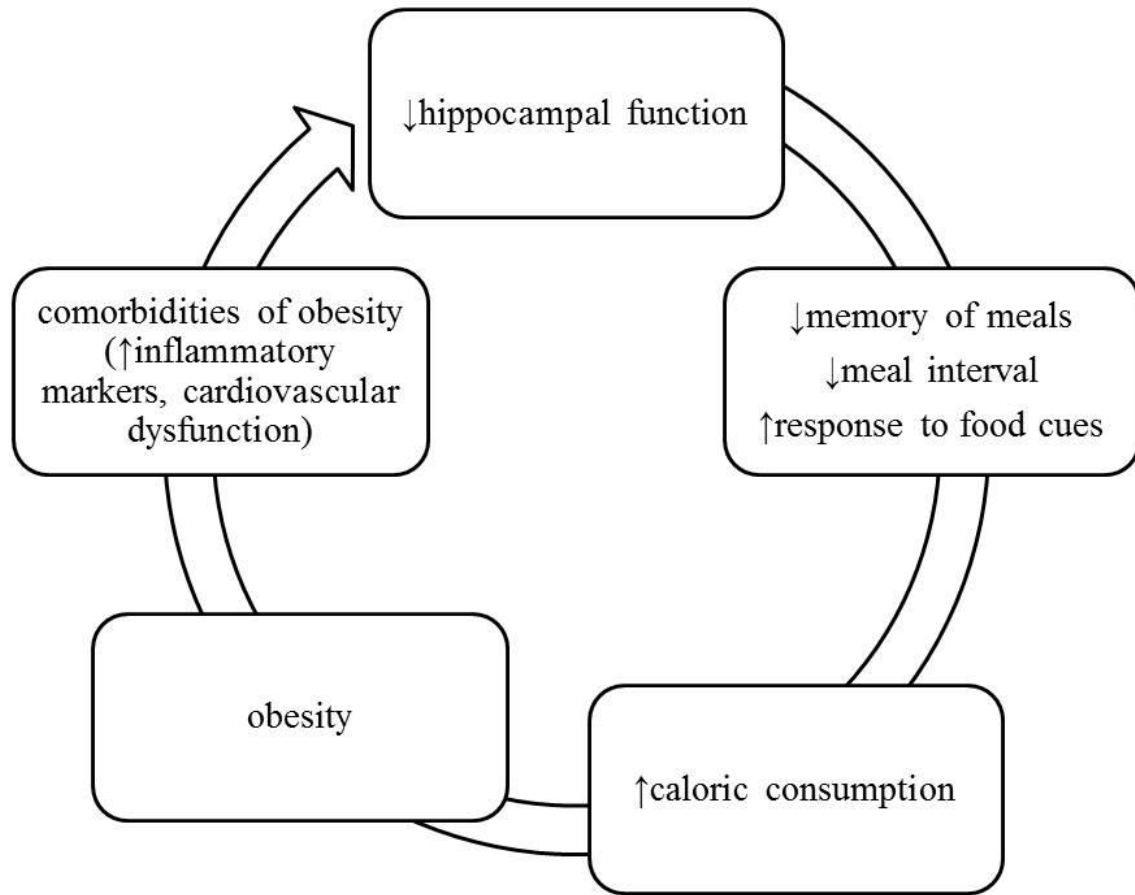 ↓hippocampal function
↓memory of meals
↓meal interval
↑response to food cues
↑caloric consumption
obesity
comorbidities of obesity
(↑inflammatory
markers, cardiovascular
dysfunction)